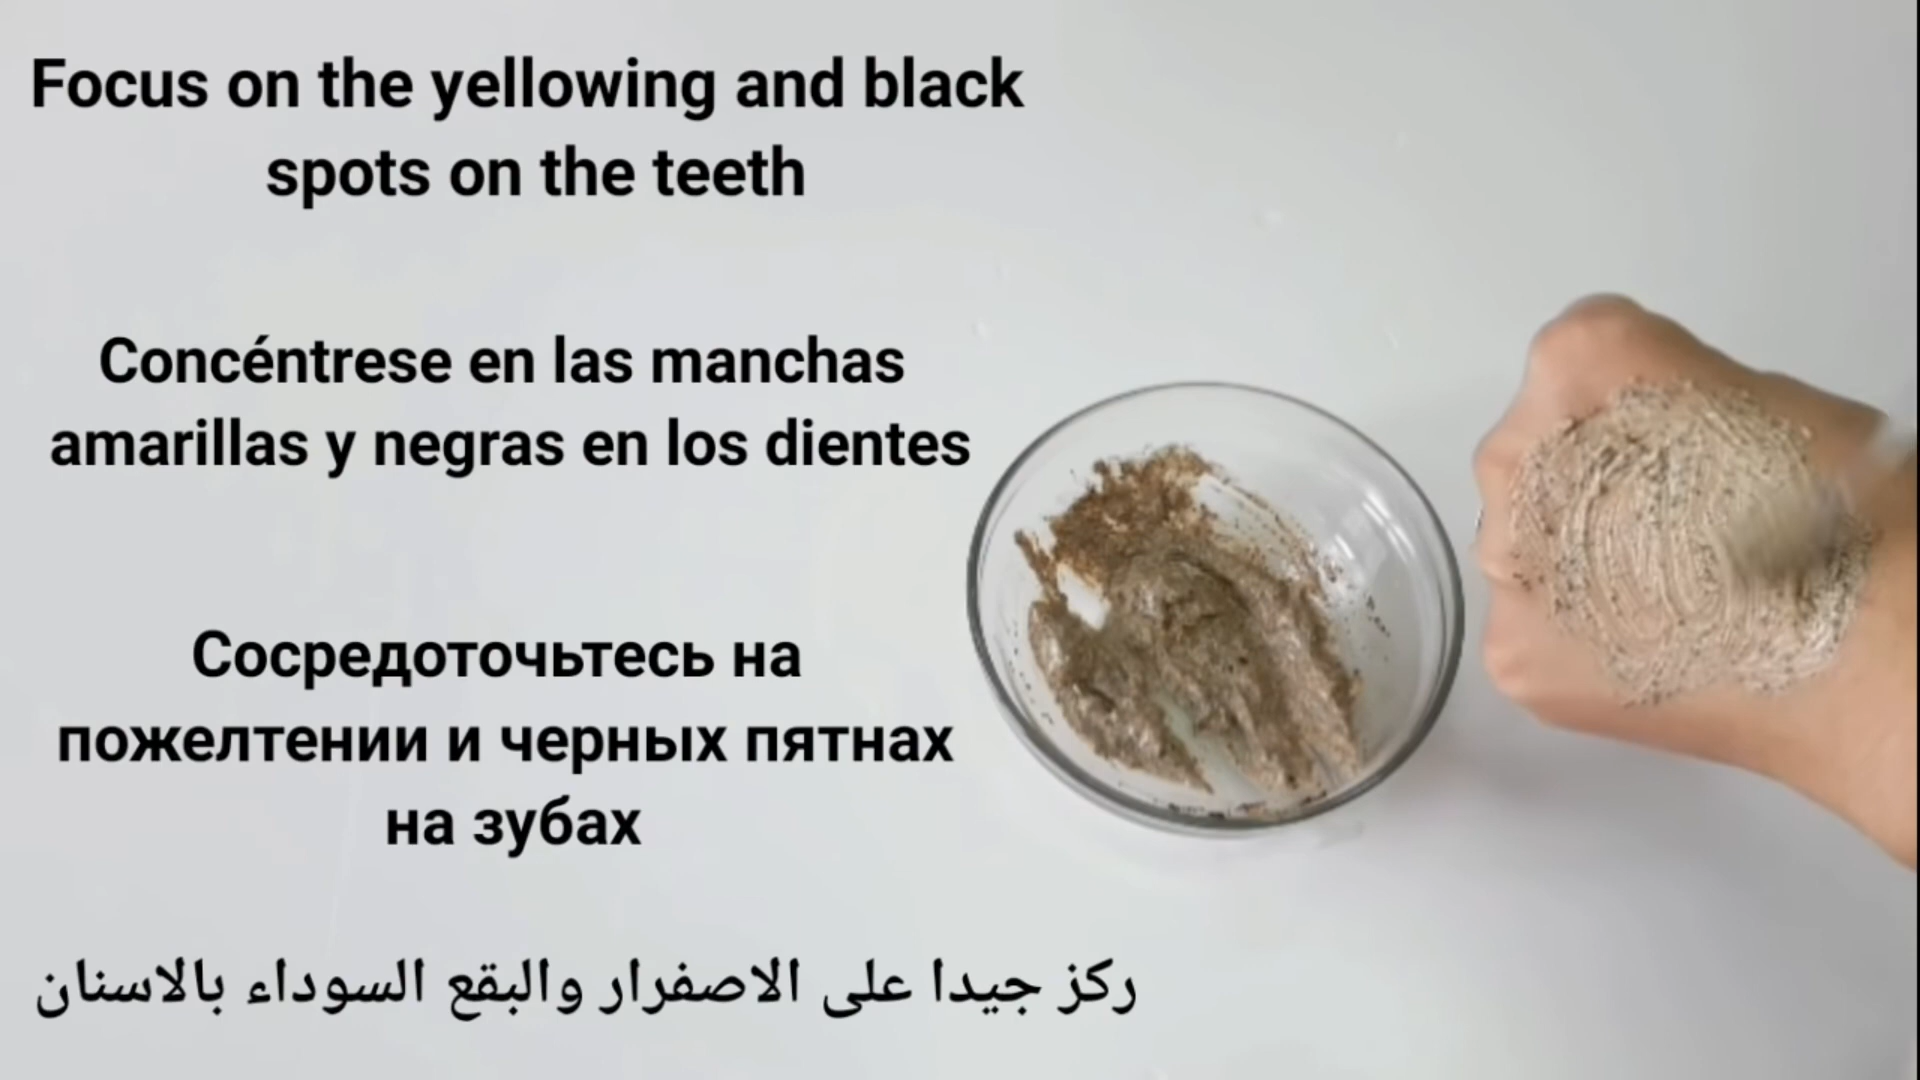 Focus on the yellowing and black
spots on the teeth
Concéntrese en las manchas
amarillas y negras en los dientes
Сосредоточьтесь на
пожелтении и черных пятнах
на зубах
ركز جيدا على الاصفرار والبقع السوداء بالاسنان